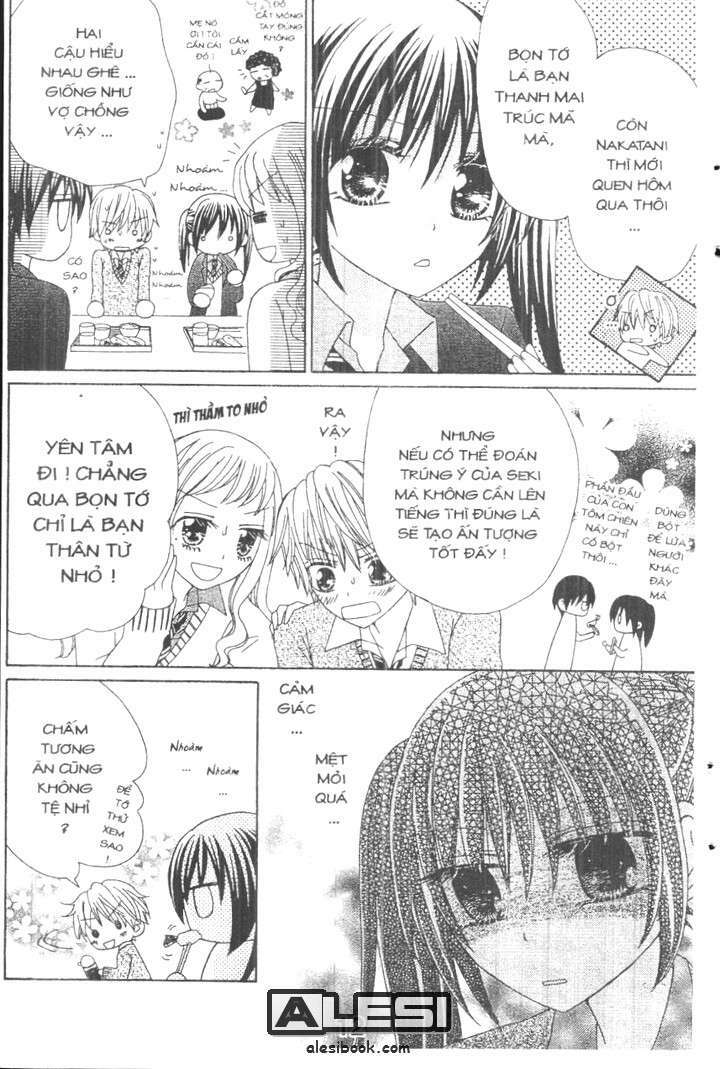 HAI
CẬU HIỂU
NHAU GHÊ ...
GIỐNG NHƯ
VỢ CHỒNG
VẬY ...
MẸ NÓ
ƠI ! TÔI
CẦN CÁI
ĐÓ !
ĐỒ
CẮT MÓNG
TAY ĐÚNG
KHÔNG
?
CẦM
LẤY
Nhoàm...
Nhoàm...
CÓ
SAO
?
Nhoàm
Nhoàm
BỌN TỚ
LÀ BẠN
THANH MAI
TRÚC MÃ
MÀ,
CÒN
NAKATANI
THÌ MỚI
QUEN HÔM
QUA THÔI
...
YÊN TÂM
ĐI ! CHẲNG
QUA BỌN TỚ
CHỈ LÀ BẠN
THÂN TỪ
NHỎ !
THÌ THẦM TO NHỎ
RA
VẬY !
NHƯNG
NẾU CÓ THỂ ĐOÁN
TRÚNG Ý CỦA SEKI
MÀ KHÔNG CẦN LÊN
TIẾNG THÌ ĐÚNG LÀ
SẼ TẠO ẤN TƯỢNG
TỐT ĐẤY !
PHẦN ĐẦU
CỦA CON
TÔM CHIÊN
NÀY CHỈ
CÓ BỘT
THÔI ...
DÙNG
BỘT
ĐỂ LỪA
NGƯỜI
KHÁC
ĐÂY
MÀ
CHẤM
TƯƠNG
ĂN CŨNG
KHÔNG
TỆ NHỈ
?
ĐỂ
TỚ
THỬ
XEM
SAO
!
Nhoàm
...
Nhoàm
...
CẢM
GIÁC
...
MỆT
MỎI
QUÁ
...
ALESI
alesibook.com